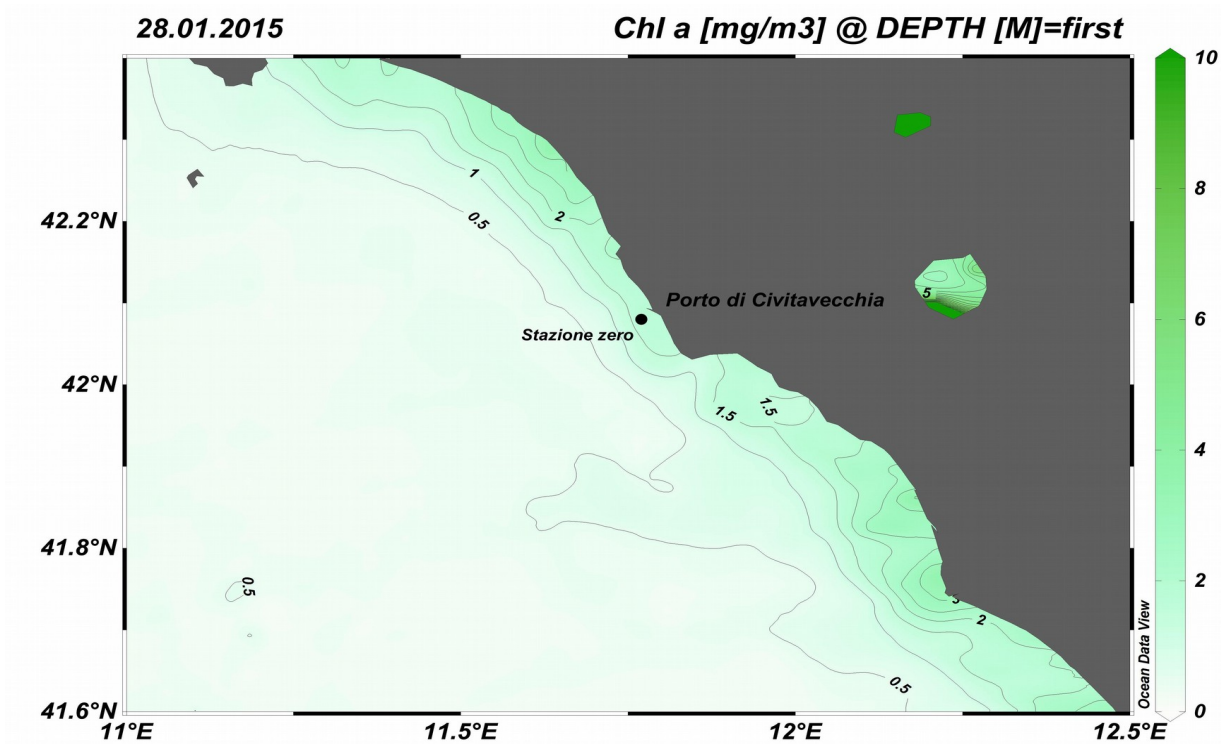 28.01.2015
Chl a [mg/m3] @ DEPTH [M]=first
10
8
6
4
2
0
42.2°N
42°N
41.8°N
41.6°N
11°E
11.5°E
12°E
12.5°E
1
0.5
2
Porto di Civitavecchia
Stazione zero
5
1.5
1.5
0.5
2
0.5
Ocean Data View